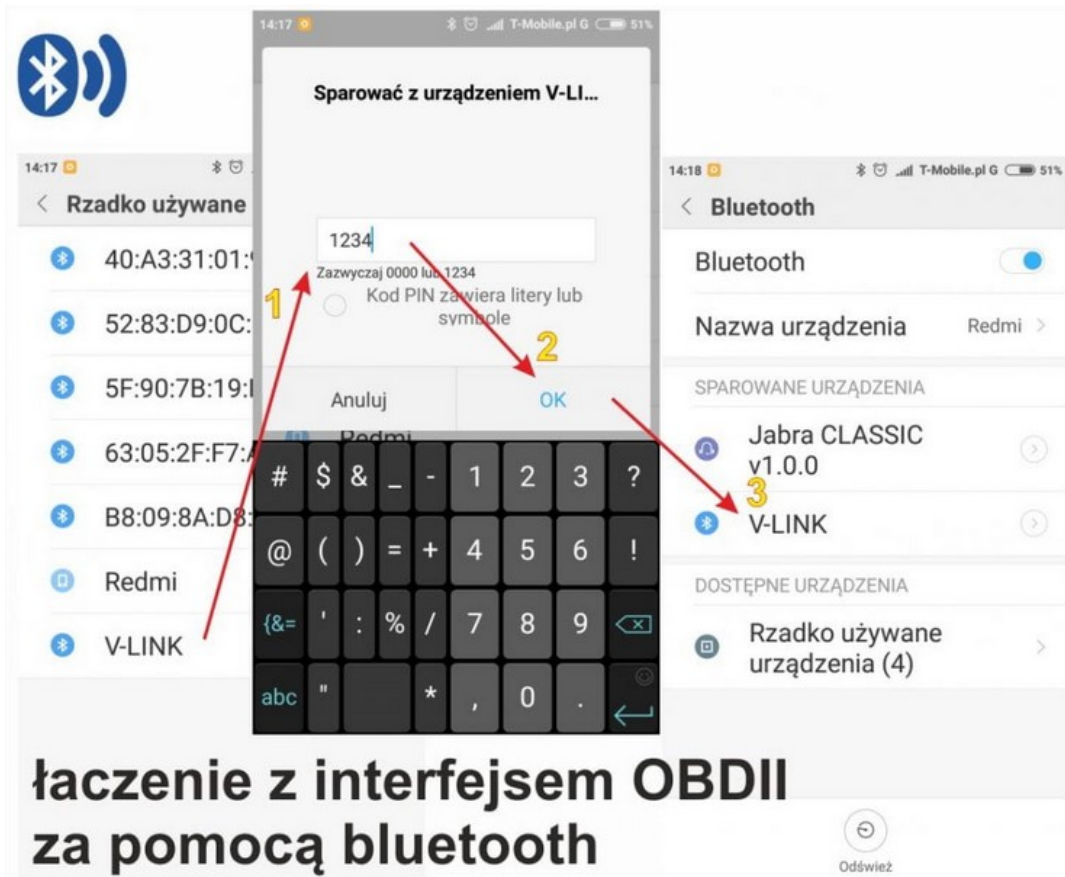 14:17
Rzadko używane
40:A3:31:01:
52:83:D9:0C:
5F:90:7B:19:
63:05:2F:F7:
B8:09:8A:D8:
Redmi
V-LINK
14:17
T-Mobile.pl G 51%
Sparować z urządzeniem V-LI...
1234
Zazwyczaj 0000 lub 1234
Kod PIN zawiera litery lub
symbole
1
2
Anuluj OK
Redmi
# $ & _ - 1 2 3 ?
@ ( ) = + 4 5 6 !
{&= ' : % / 7 8 9
abc " * , 0 .
14:18
T-Mobile.pl G 51%
Bluetooth
Bluetooth
Nazwa urządzenia Redmi
SPAROWANE URZĄDZENIA
Jabra CLASSIC
v1.0.0
3
V-LINK
DOSTĘPNE URZĄDZENIA
Rzadko używane
urządzenia (4)
Odśwież
łaczenie z interfejsem OBDII
za pomocą bluetooth